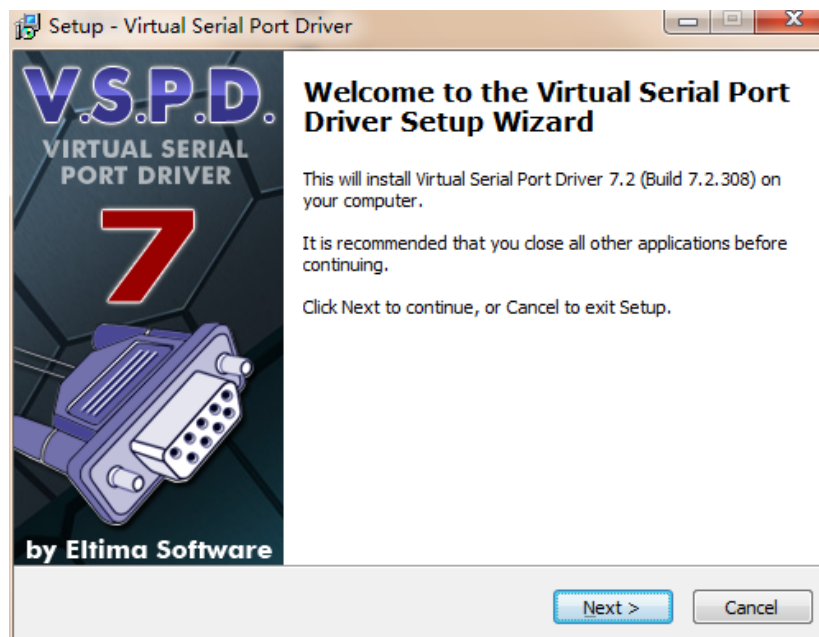 Setup - Virtual Serial Port Driver
V.S.P.D.
VIRTUAL SERIAL
PORT DRIVER
7
by Eltima Software
Welcome to the Virtual Serial Port
Driver Setup Wizard
This will install Virtual Serial Port Driver 7.2 (Build 7.2.308) on
your computer.
It is recommended that you close all other applications before
continuing.
Click Next to continue, or Cancel to exit Setup.
Next >
Cancel